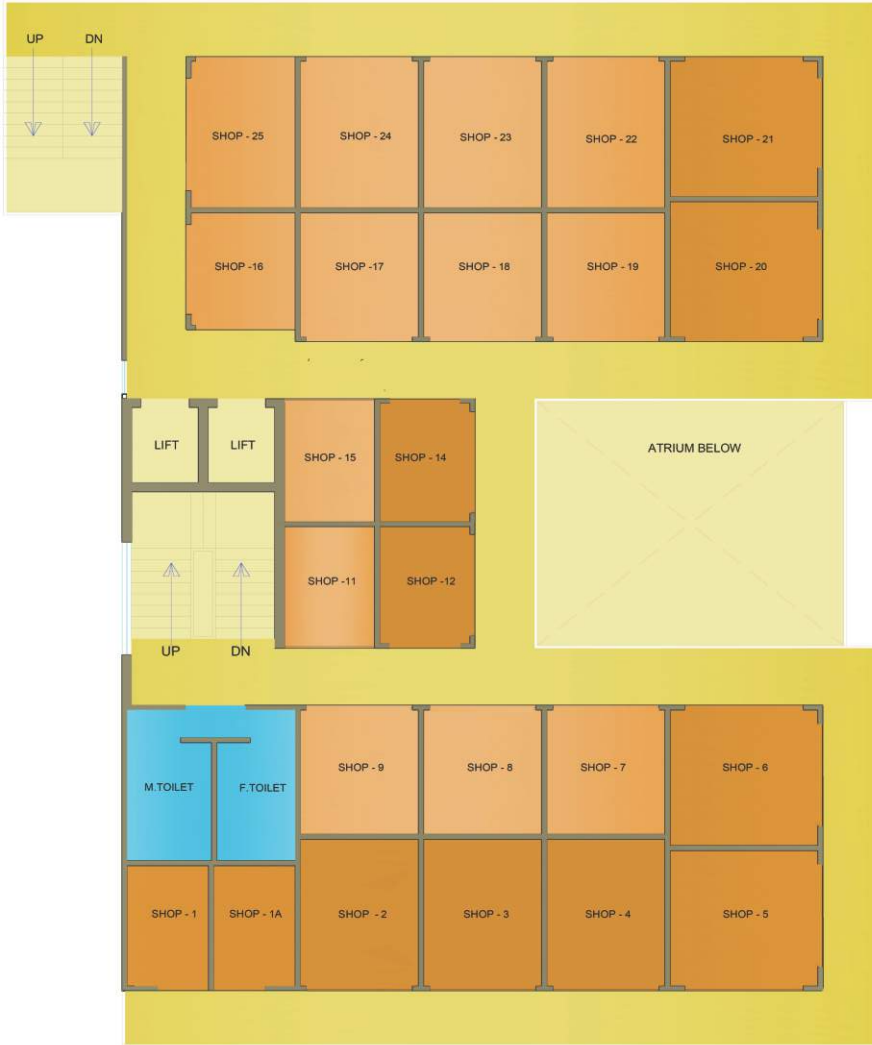 UP
DN
SHOP - 25
SHOP - 24
SHOP - 23
SHOP - 22
SHOP - 21
SHOP -16
SHOP -17
SHOP - 18
SHOP - 19
SHOP - 20
LIFT
LIFT
SHOP - 15
SHOP - 14
ATRIUM BELOW
SHOP -11
SHOP -12
UP
DN
M.TOILET
F.TOILET
SHOP - 9
SHOP - 8
SHOP - 7
SHOP - 6
SHOP - 1
SHOP - 1A
SHOP - 2
SHOP - 3
SHOP - 4
SHOP - 5